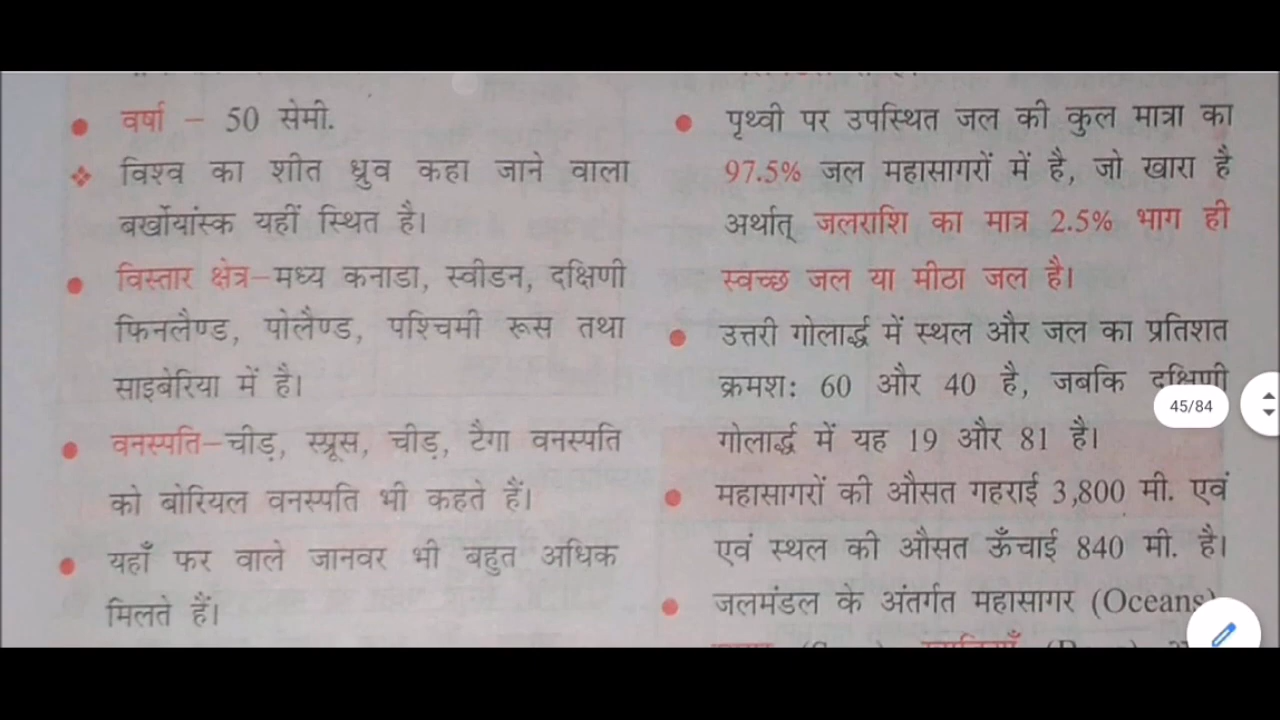 वर्षा – 50 सेमी.
विश्व का शीत ध्रुव कहा जाने वाला
बर्खोयांस्क यहीं स्थित है।
विस्तार क्षेत्र–मध्य कनाडा, स्वीडन, दक्षिणी
फिनलैण्ड, पोलैण्ड, पश्चिमी रूस तथा
साइबेरिया में है।
वनस्पति–चीड़, स्प्रूस, चीड़, टैगा वनस्पति
को बोरियल वनस्पति भी कहते हैं।
यहाँ फर वाले जानवर भी बहुत अधिक
मिलते हैं।
पृथ्वी पर उपस्थित जल की कुल मात्रा का
97.5% जल महासागरों में है, जो खारा है
अर्थात् जलराशि का मात्र 2.5% भाग ही
स्वच्छ जल या मीठा जल है।
उत्तरी गोलार्द्ध में स्थल और जल का प्रतिशत
क्रमश: 60 और 40 है, जबकि दक्षिणी
गोलार्द्ध में यह 19 और 81 है।
महासागरों की औसत गहराई 3,800 मी. एवं
एवं स्थल की औसत ऊँचाई 840 मी. है।
जलमंडल के अंतर्गत महासागर (Oceans)
45/84